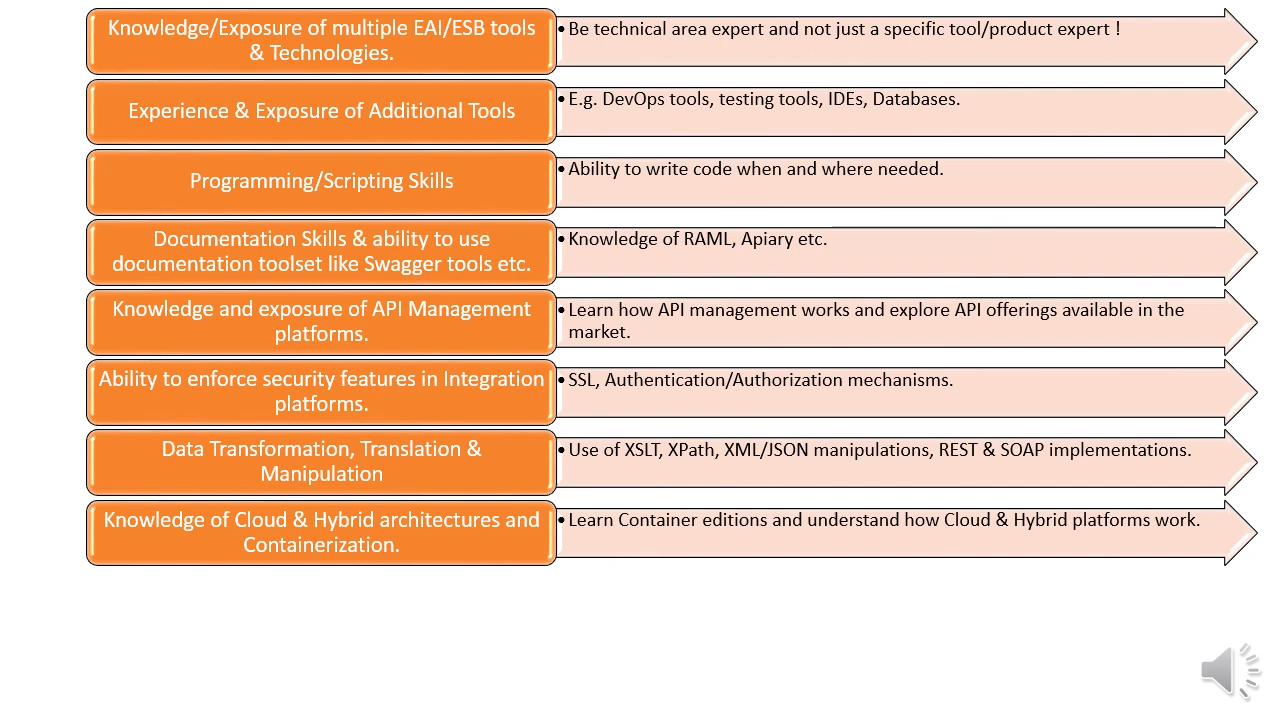 Knowledge/Exposure of multiple EAI/ESB tools
& Technologies.
• Be technical area expert and not just a specific tool/product expert !
Experience & Exposure of Additional Tools
• E.g. DevOps tools, testing tools, IDEs, Databases.
Programming/Scripting Skills
• Ability to write code when and where needed.
Documentation Skills & ability to use
documentation toolset like Swagger tools etc.
• Knowledge of RAML, Apiary etc.
Knowledge and exposure of API Management
platforms.
• Learn how API management works and explore API offerings available in the
market.
Ability to enforce security features in Integration
platforms.
• SSL, Authentication/Authorization mechanisms.
Data Transformation, Translation &
Manipulation
• Use of XSLT, XPath, XML/JSON manipulations, REST & SOAP implementations.
Knowledge of Cloud & Hybrid architectures and
Containerization.
• Learn Container editions and understand how Cloud & Hybrid platforms work.